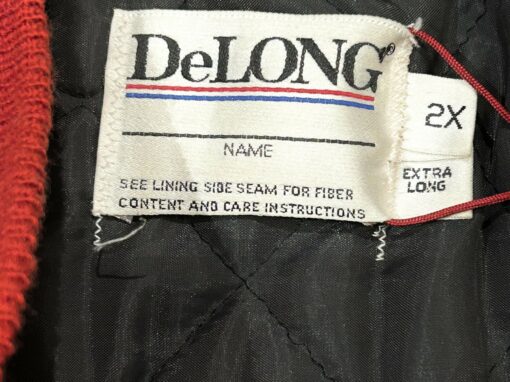 DeLONG®
NAME
SEE LINING SIDE SEAM FOR FIBER
CONTENT AND CARE INSTRUCTIONS
2X
EXTRA
LONG